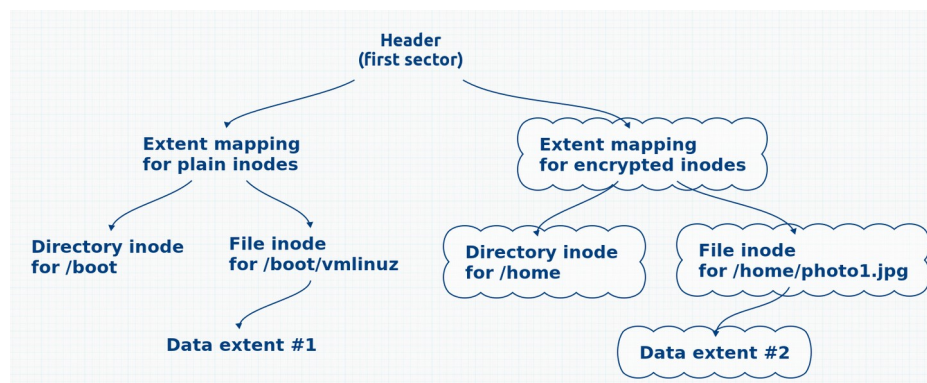 Header
(first sector)
Extent mapping
for plain inodes
Extent mapping
for encrypted inodes
Directory inode
for /boot
File inode
for /boot/vmlinuz
Directory inode
for /home
File inode
for /home/photo1.jpg
Data extent #1
Data extent #2